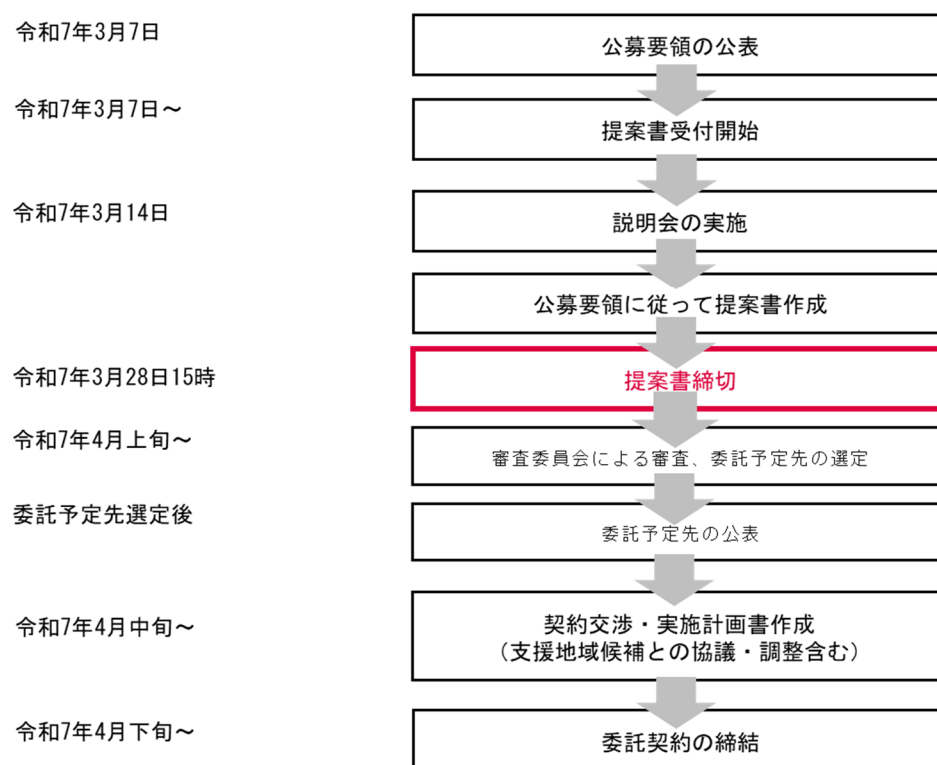 令和7年3月7日
公募要領の公表
令和7年3月7日～
提案書受付開始
令和7年3月14日
説明会の実施
公募要領に従って提案書作成
令和7年3月28日15時
提案書締切
令和7年4月上旬～
審査委員会による審査、委託予定先の選定
委託予定先選定後
委託予定先の公表
令和7年4月中旬～
契約交渉・実施計画書作成
（支援地域候補との協議・調整含む）
令和7年4月下旬～
委託契約の締結